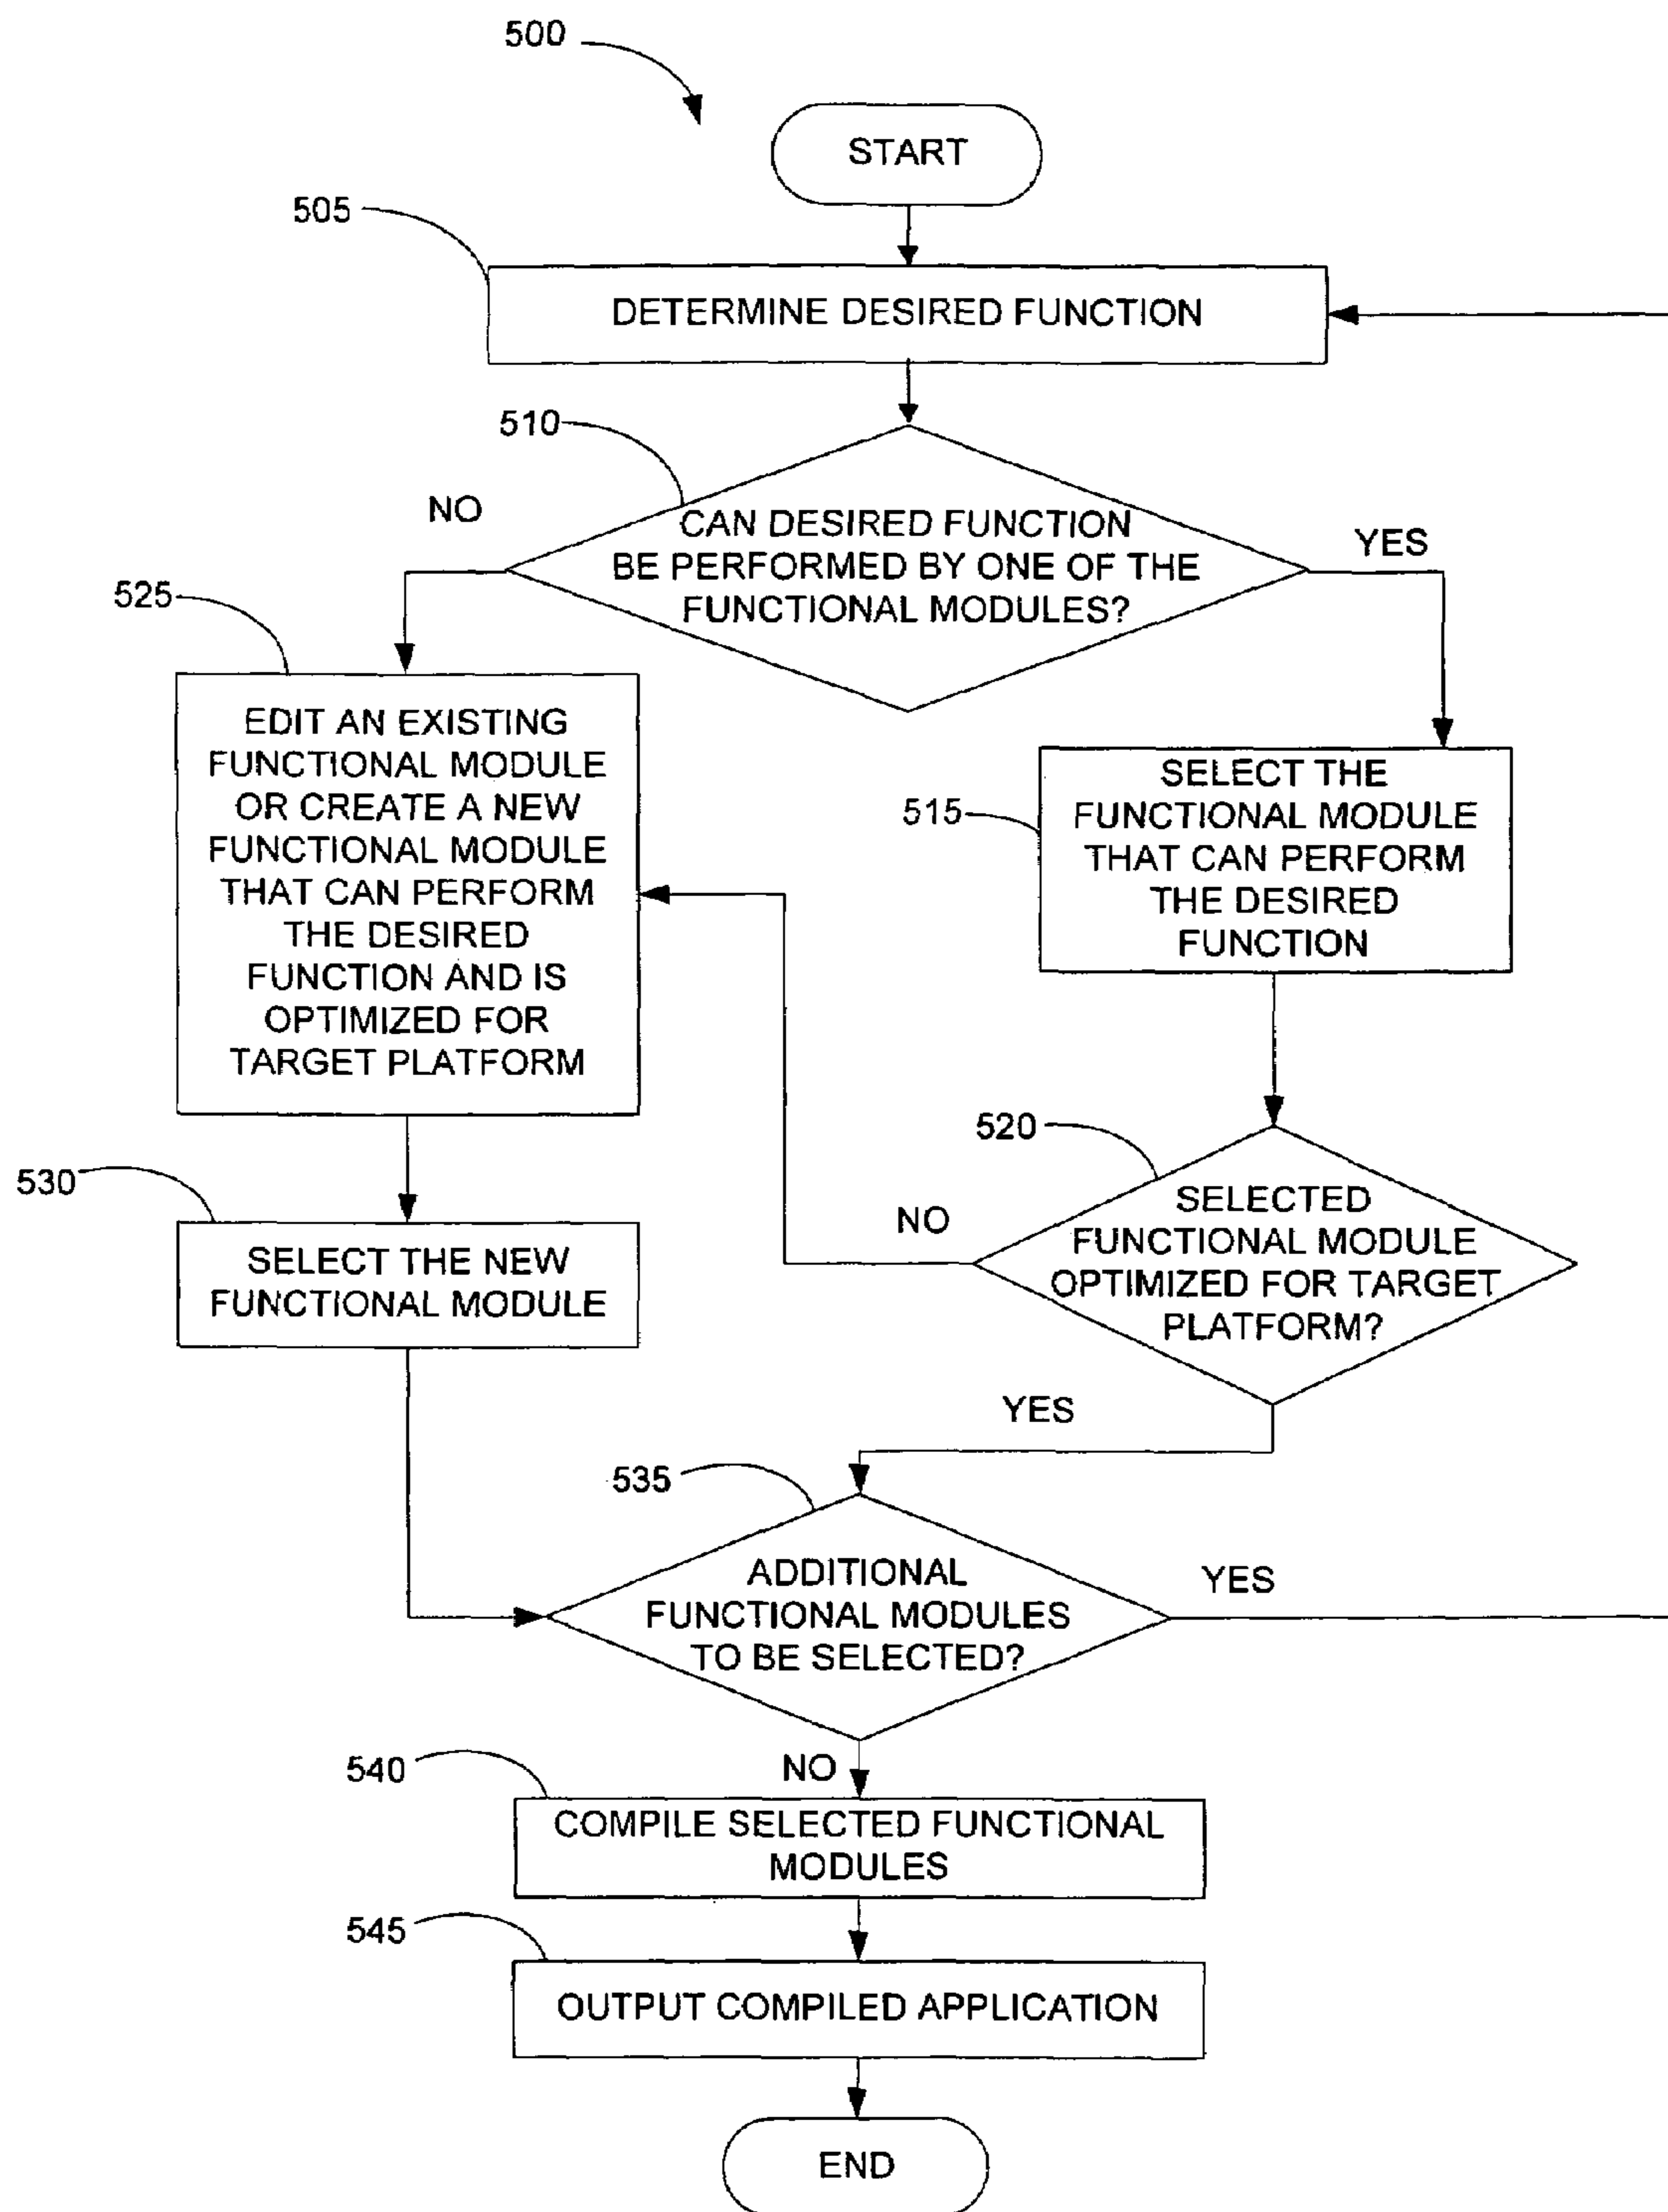 500
START
505
DETERMINE DESIRED FUNCTION
510
NO
CAN DESIRED FUNCTION
BE PERFORMED BY ONE OF THE
FUNCTIONAL MODULES?
YES
525
EDIT AN EXISTING
FUNCTIONAL MODULE
OR CREATE A NEW
FUNCTIONAL MODULE
THAT CAN PERFORM
THE DESIRED
FUNCTION AND IS
OPTIMIZED FOR
TARGET PLATFORM
515
SELECT THE
FUNCTIONAL MODULE
THAT CAN PERFORM
THE DESIRED
FUNCTION
520
530
SELECT THE NEW
FUNCTIONAL MODULE
NO
SELECTED
FUNCTIONAL MODULE
OPTIMIZED FOR TARGET
PLATFORM?
YES
535
ADDITIONAL
FUNCTIONAL MODULES
TO BE SELECTED?
YES
NO
540
COMPILE SELECTED FUNCTIONAL
MODULES
545
OUTPUT COMPILED APPLICATION
END